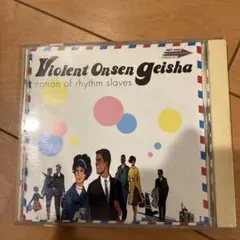 Violent Onsen geisha
nation of rhythm slaves